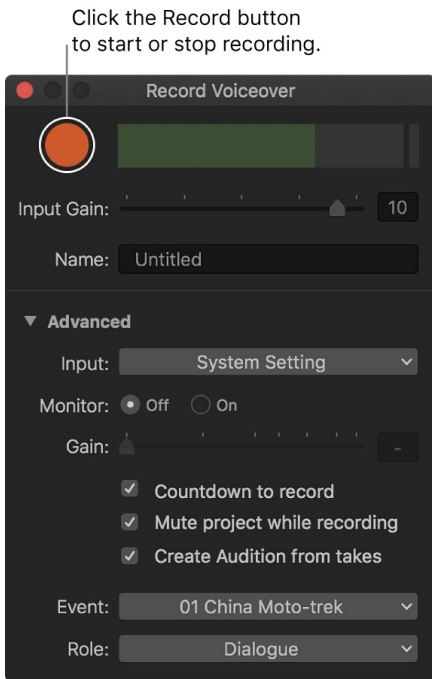 Click the Record button
to start or stop recording.
Record Voiceover
Input Gain: 10
Name: Untitled
Advanced
Input: System Setting
Monitor: Off On
Gain: -
Countdown to record
Mute project while recording
Create Audition from takes
Event: 01 China Moto-trek
Role: Dialogue